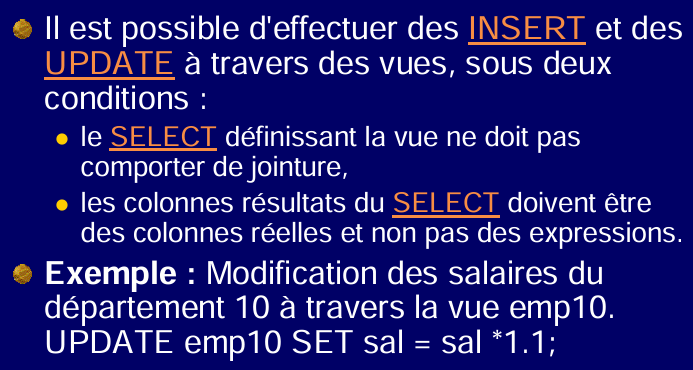 Il est possible d'effectuer des INSERT et des
UPDATE à travers des vues, sous deux
conditions :
le SELECT définissant la vue ne doit pas
comporter de jointure,
les colonnes résultats du SELECT doivent être
des colonnes réelles et non pas des expressions.
Exemple : Modification des salaires du
département 10 à travers la vue emp10.
UPDATE emp10 SET sal = sal *1.1;